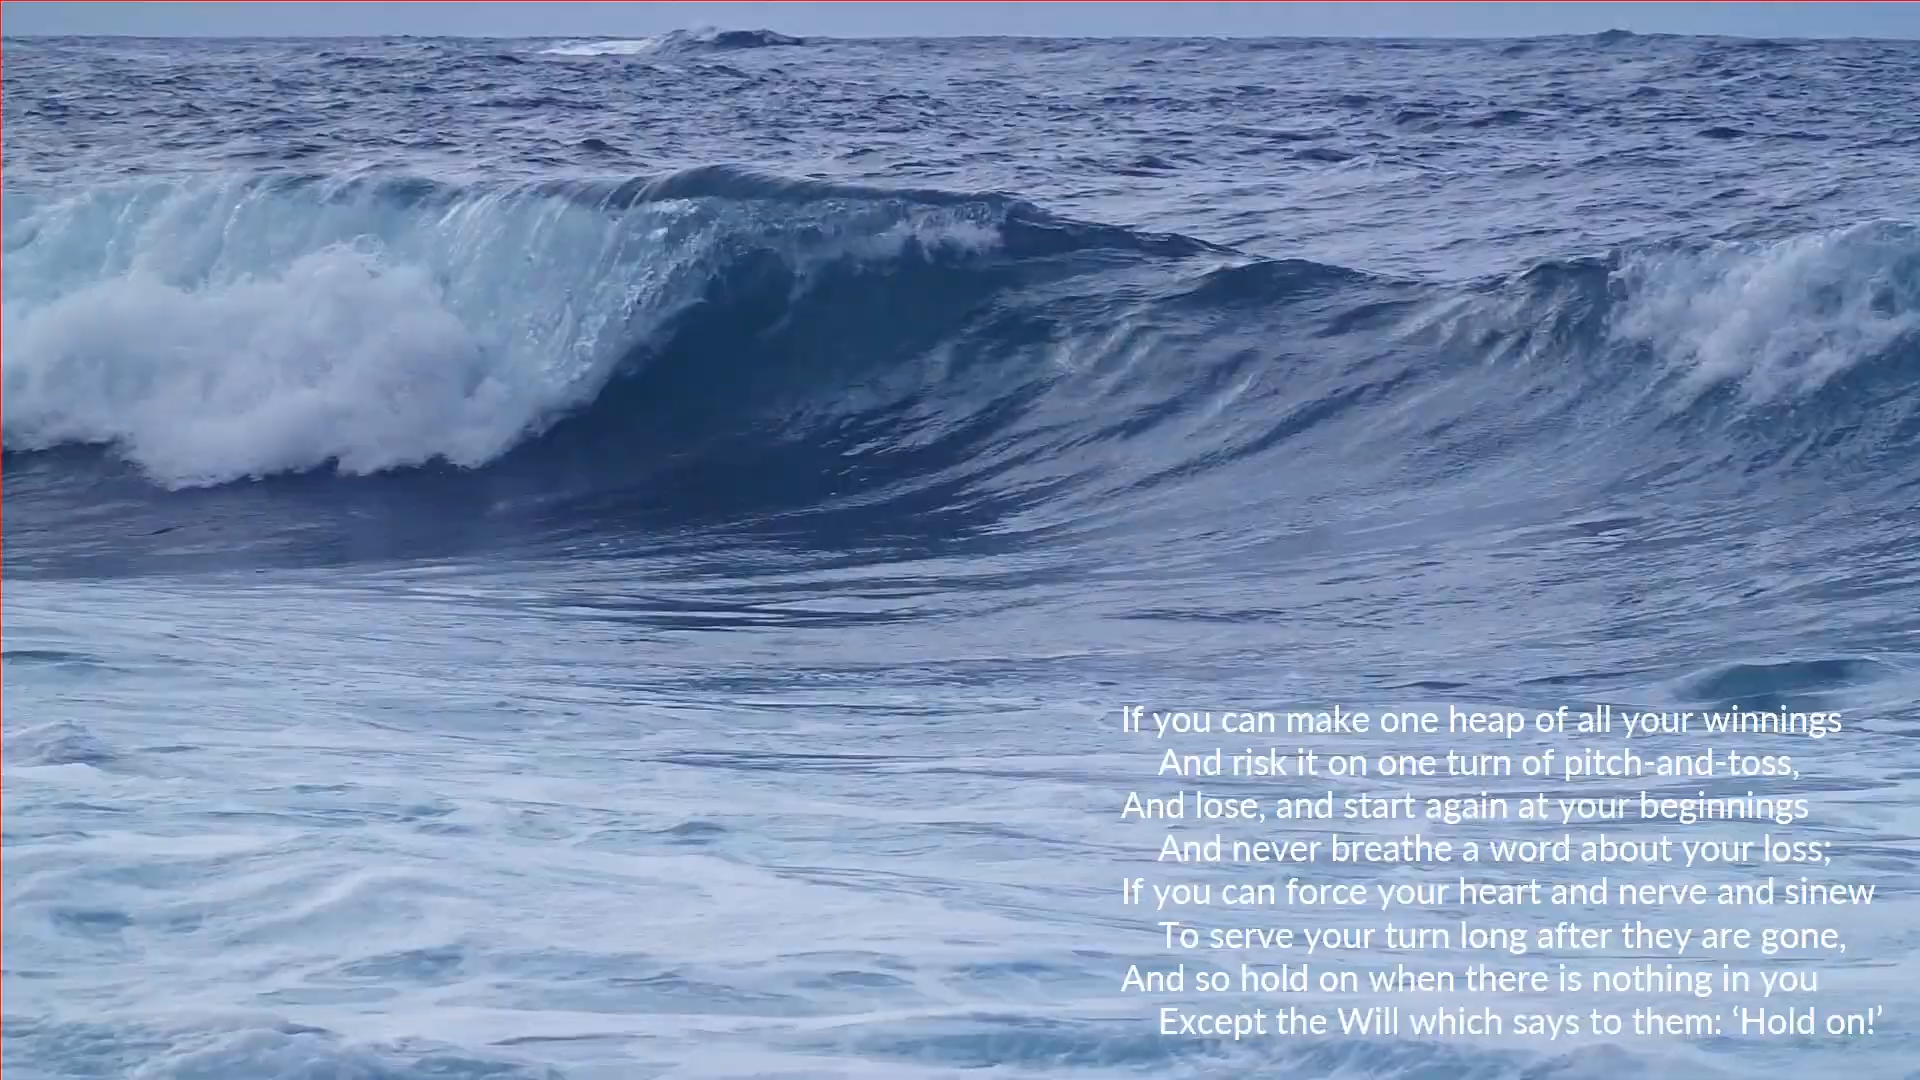 If you can make one heap of all your winnings
And risk it on one turn of pitch-and-toss,
And lose, and start again at your beginnings
And never breathe a word about your loss;
If you can force your heart and nerve and sinew
To serve your turn long after they are gone,
And so hold on when there is nothing in you
Except the Will which says to them: ‘Hold on!’